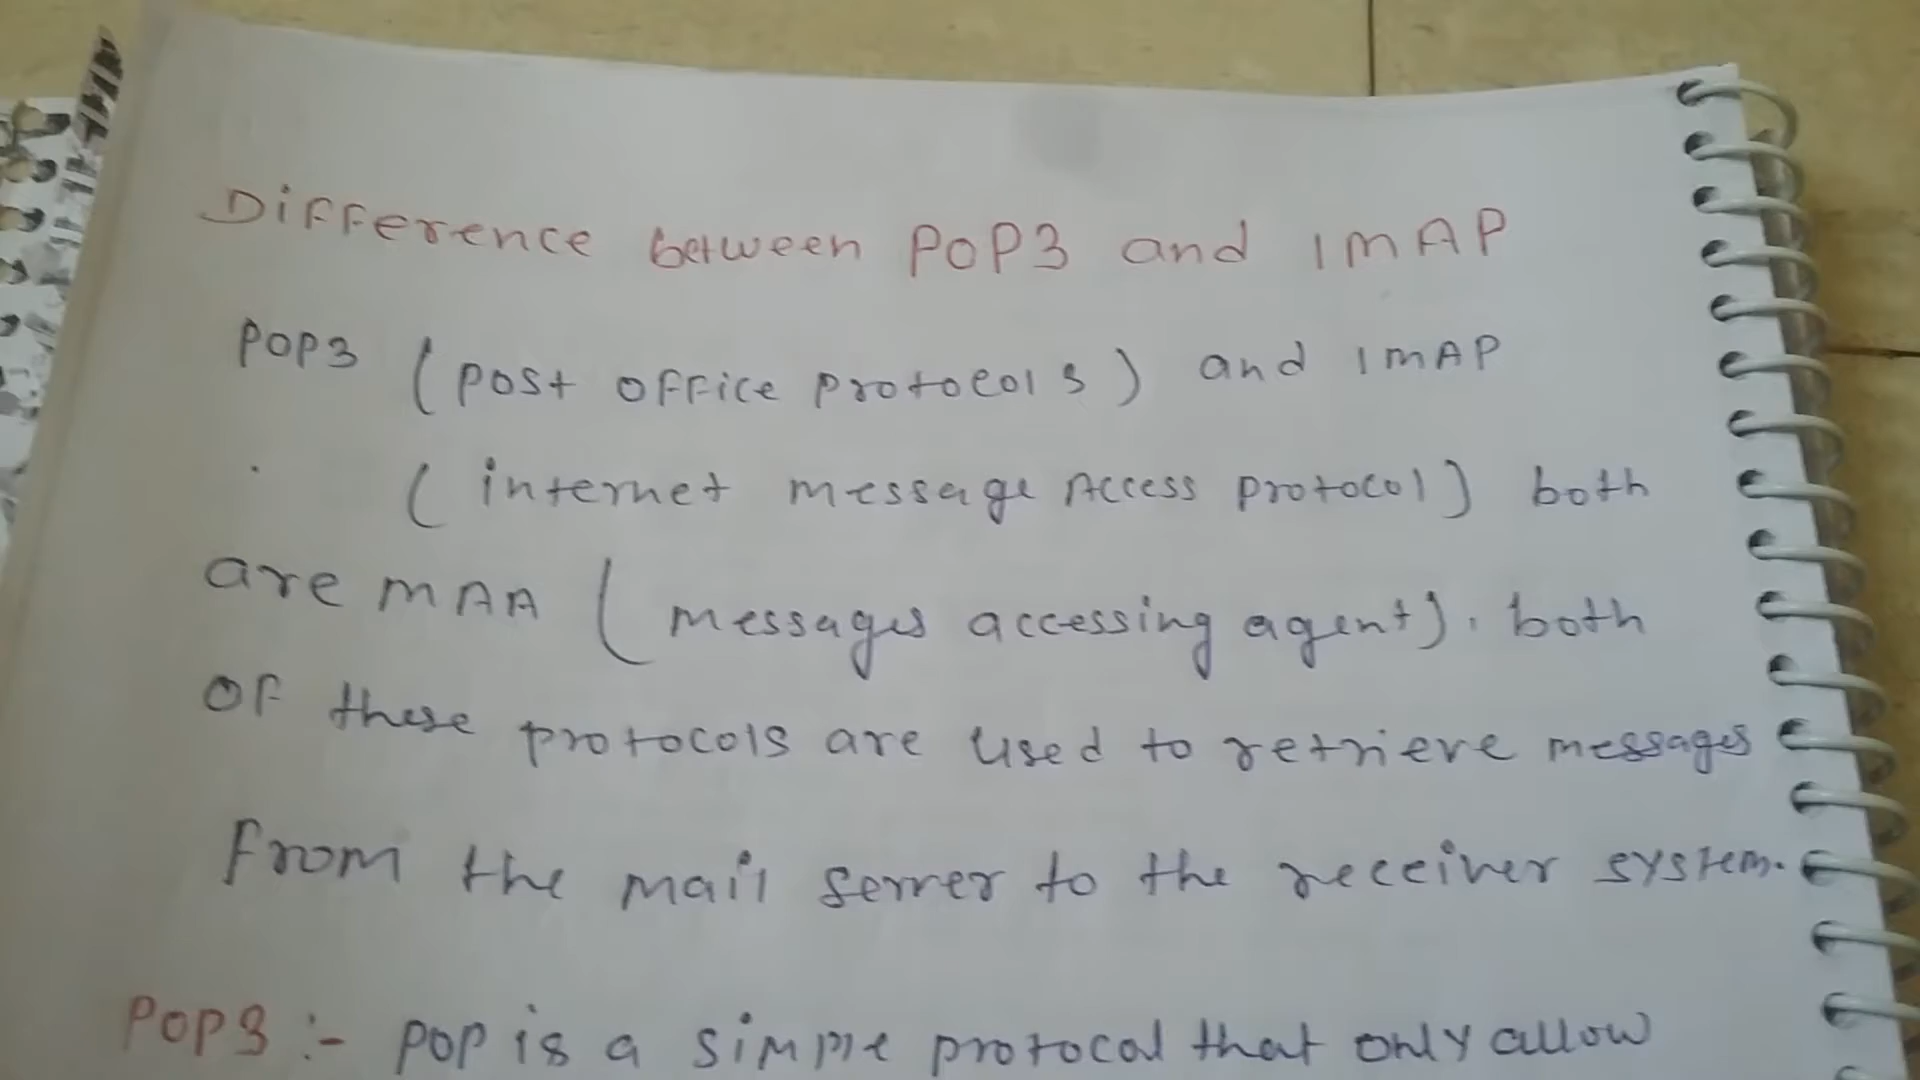 Difference between POP3 and IMAP
POP3 (post office protocol 3) and IMAP
(internet message Access protocol) both
are MAA (messages accessing agent). both
of these protocols are used to retrieve messages
From the mail server to the receiver system.
POP3 :- POP is a simple protocal that only allow